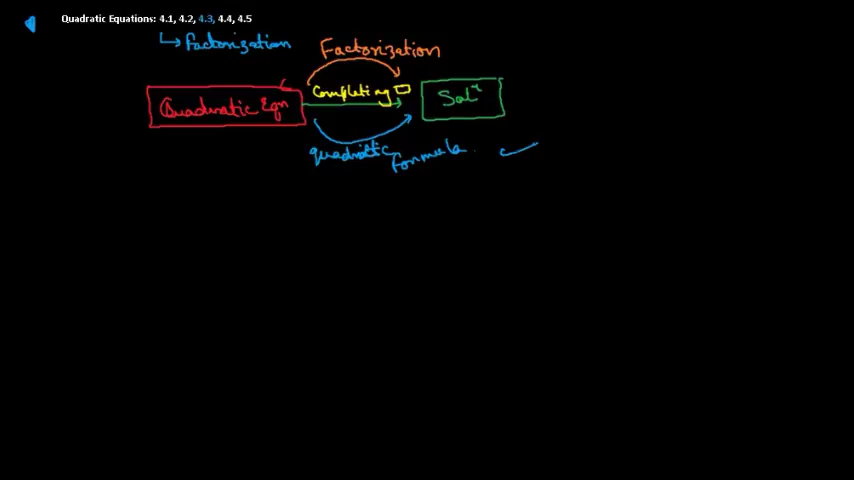 Quadratic Equations: 4.1, 4.2, 4.3, 4.4, 4.5
↳ factorization
Factorization
Completing □
Quadratic Eqn
Solⁿ
quadratic formula.